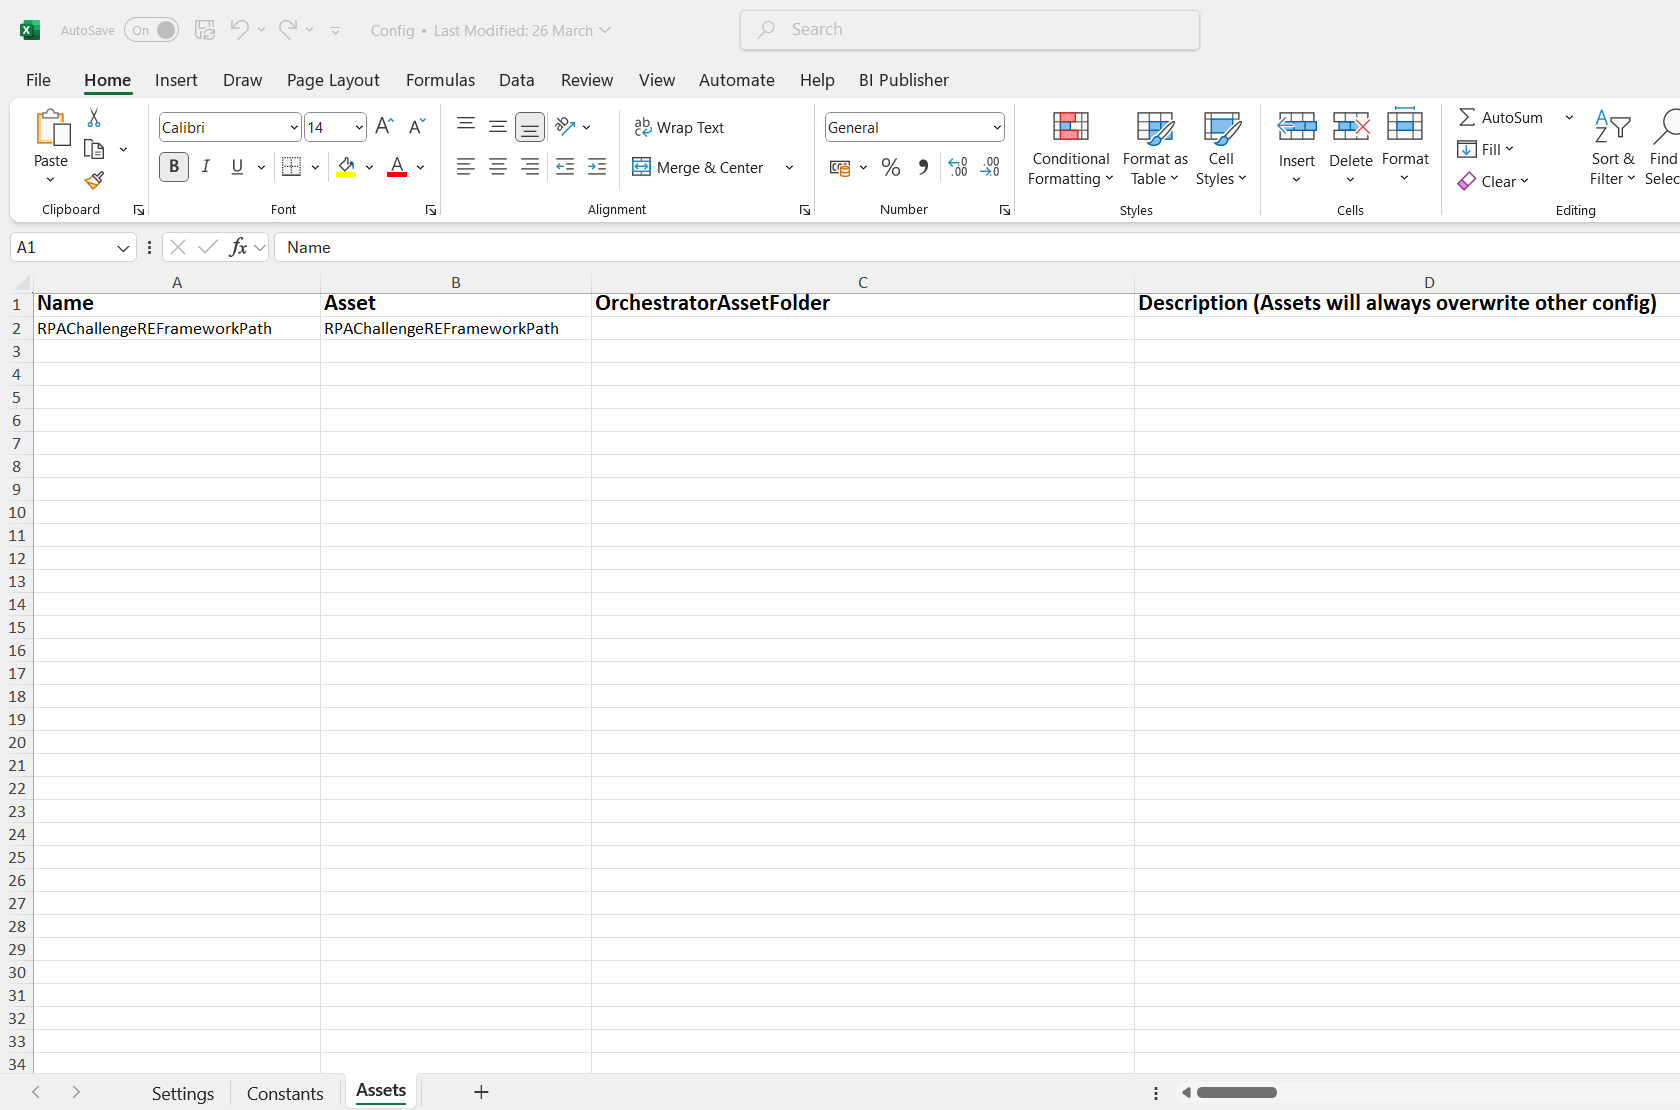 AutoSave On Config • Last Modified: 26 March Search
File Home Insert Draw Page Layout Formulas Data Review View Automate Help BI Publisher
Paste
Clipboard
Calibri 14
B I U A
Font
Wrap Text
Merge & Center
Alignment
General
Number
Conditional Formatting
Format as Table
Cell Styles
Styles
Insert Delete Format
Cells
AutoSum
Fill
Clear
Sort & Filter
Find
Selec
Editing
A1 fx Name
A B C D
1 Name Asset OrchestratorAssetFolder Description (Assets will always overwrite other config)
2 RPAChallengeREFrameworkPath RPAChallengeREFrameworkPath
3
4
5
6
7
8
9
10
11
12
13
14
15
16
17
18
19
20
21
22
23
24
25
26
27
28
29
30
31
32
33
34
Settings Constants Assets